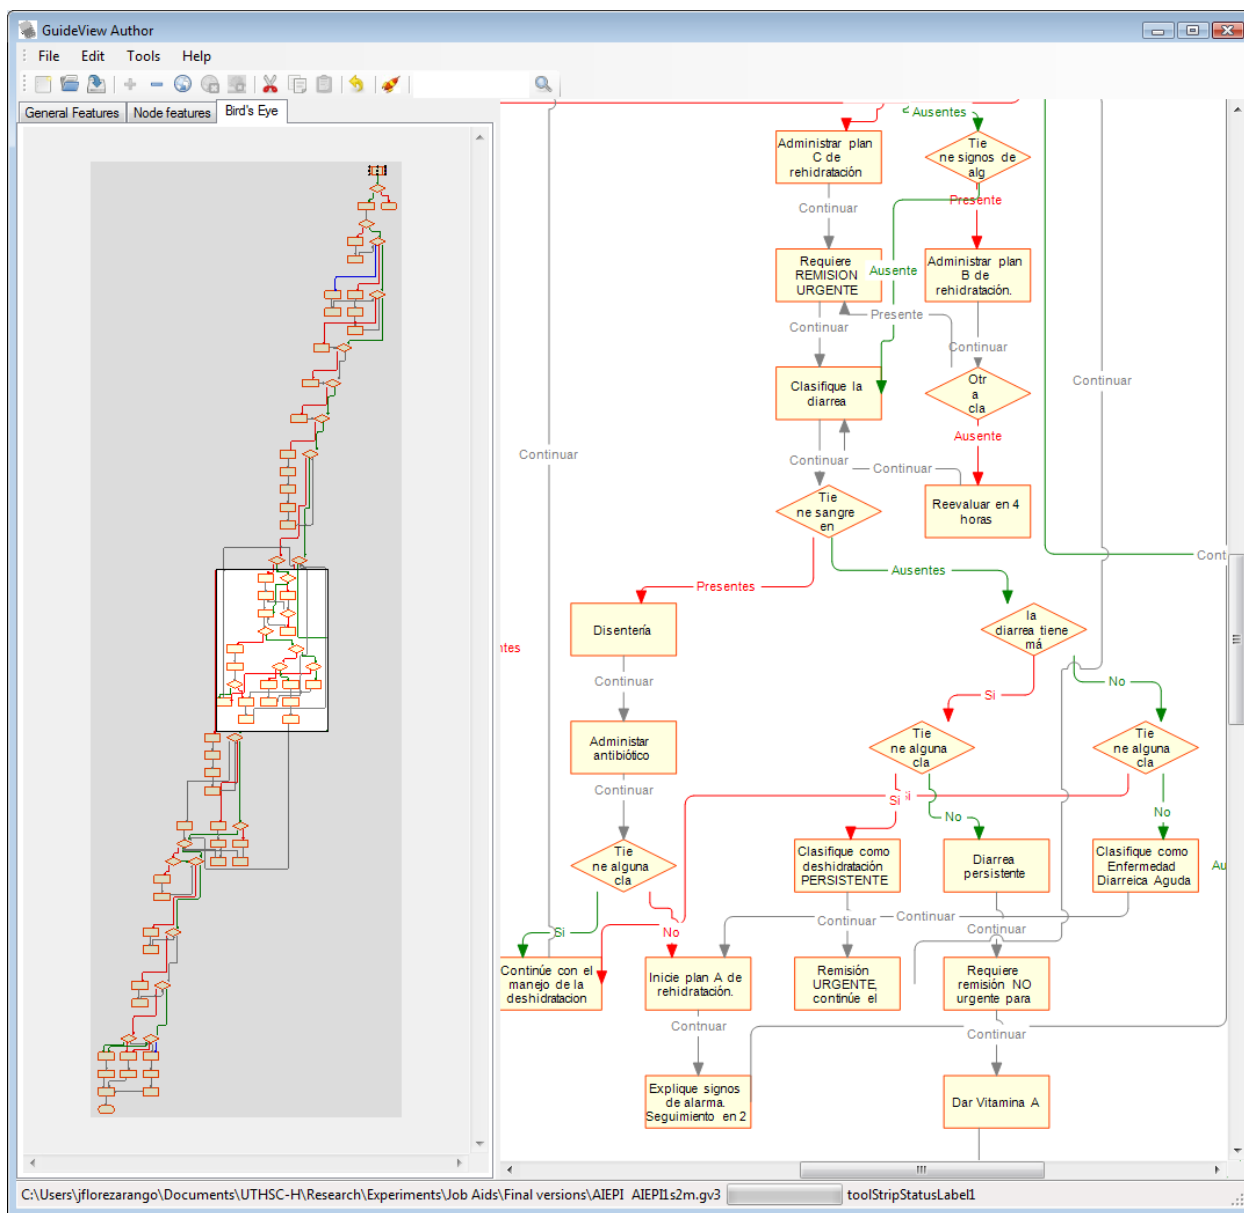 GuideView Author
File Edit Tools Help
General Features Node features Bird's Eye
Ausentes
Administrar plan
C de
rehidratación
Tie
ne signos de
alg
Continuar
Presente
Requiere
REMISION
URGENTE
Ausente
Administrar plan
B de
rehidratación.
Presente
Continuar
Continuar
Clasifique la
diarrea
Otr
a
cla
Continuar
Ausente
Continuar
Continuar
Continuar
Tie
ne sangre
en
Reevaluar en 4
horas
Cont
Ausentes
Presentes
Disentería
la
diarrea tiene
má
ntes
Continuar
Si
No
Administar
antibiótico
Tie
ne alguna
cla
Tie
ne alguna
cla
Continuar
Si
si
No
No
Tie
ne alguna
cla
Clasifique como
deshidratación
PERSISTENTE
Diarrea
persistente
Clasifique como
Enfermedad
Diarreica Aguda
Au
Continuar
Continuar
Continuar
Si
No
Continúe con el
manejo de la
deshidratacion
Inicie plan A de
rehidratación.
Remisión
URGENTE,
continúe el
Requiere
remisión NO
urgente para
Continuar
Continuar
Explique signos
de alarma.
Seguimiento en 2
Dar Vitamina A
C:\Users\jflorezarango\Documents\UTHSC-H\Research\Experiments\Job Aids\Final versions\AIEPI AIEPI1s2m.gv3 toolStripStatusLabel1